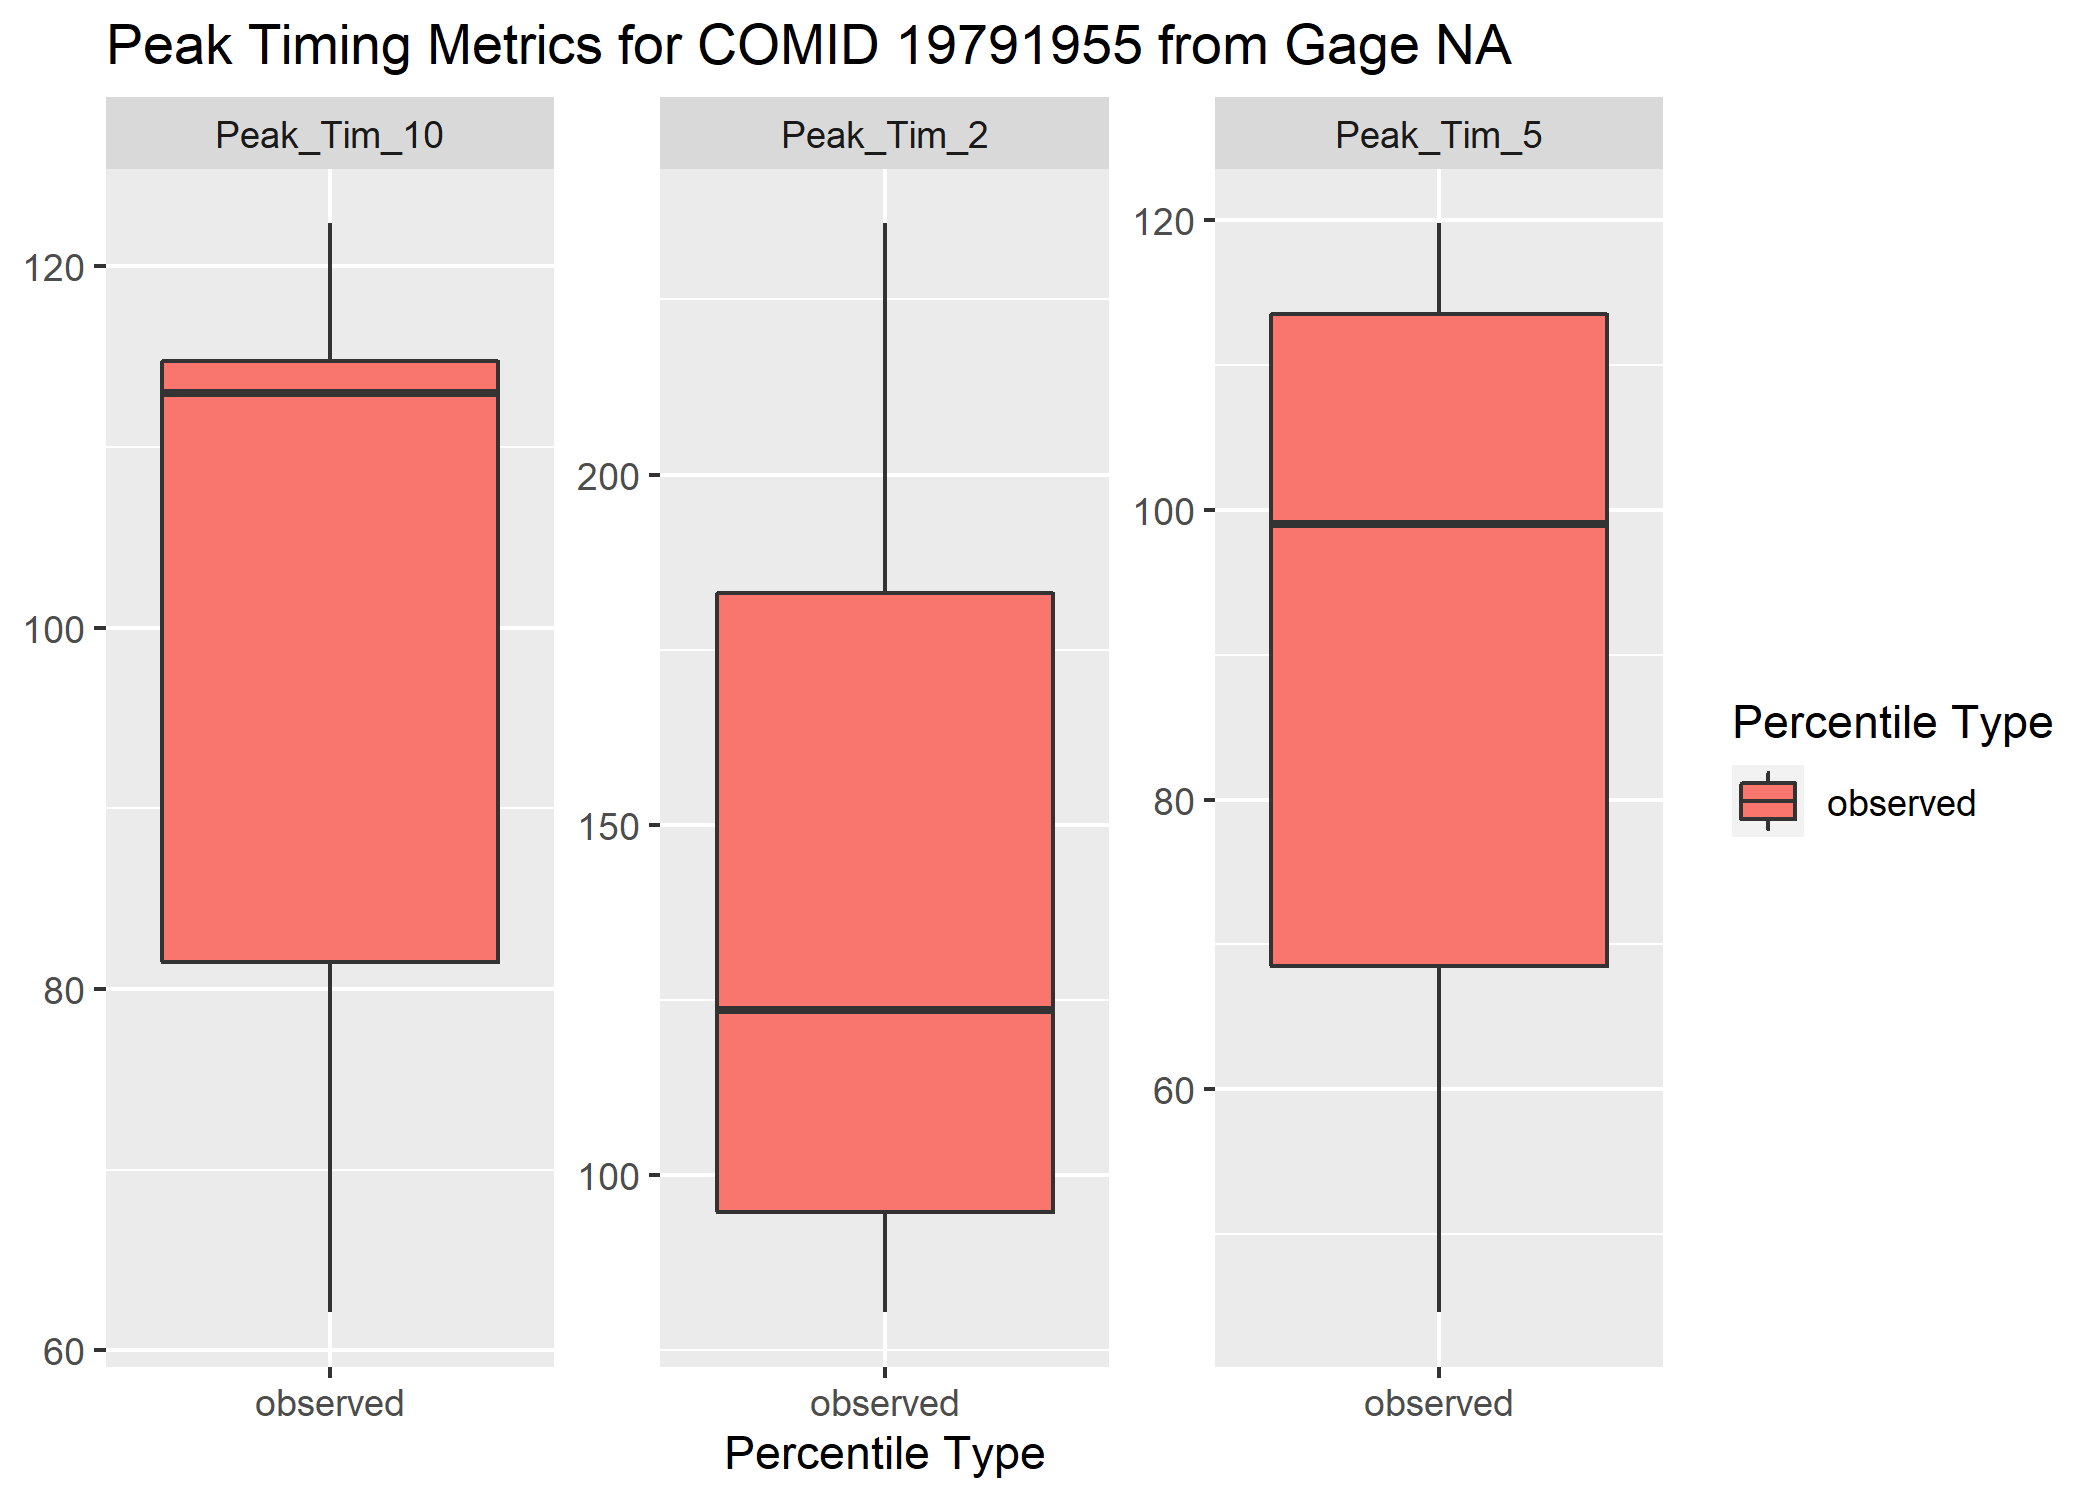 Peak Timing Metrics for COMID 19791955 from Gage NA
Peak_Tim_10
Peak_Tim_2
Peak_Tim_5
120
100
80
60
200
150
100
120
100
80
60
observed
observed
observed
Percentile Type
Percentile Type
observed